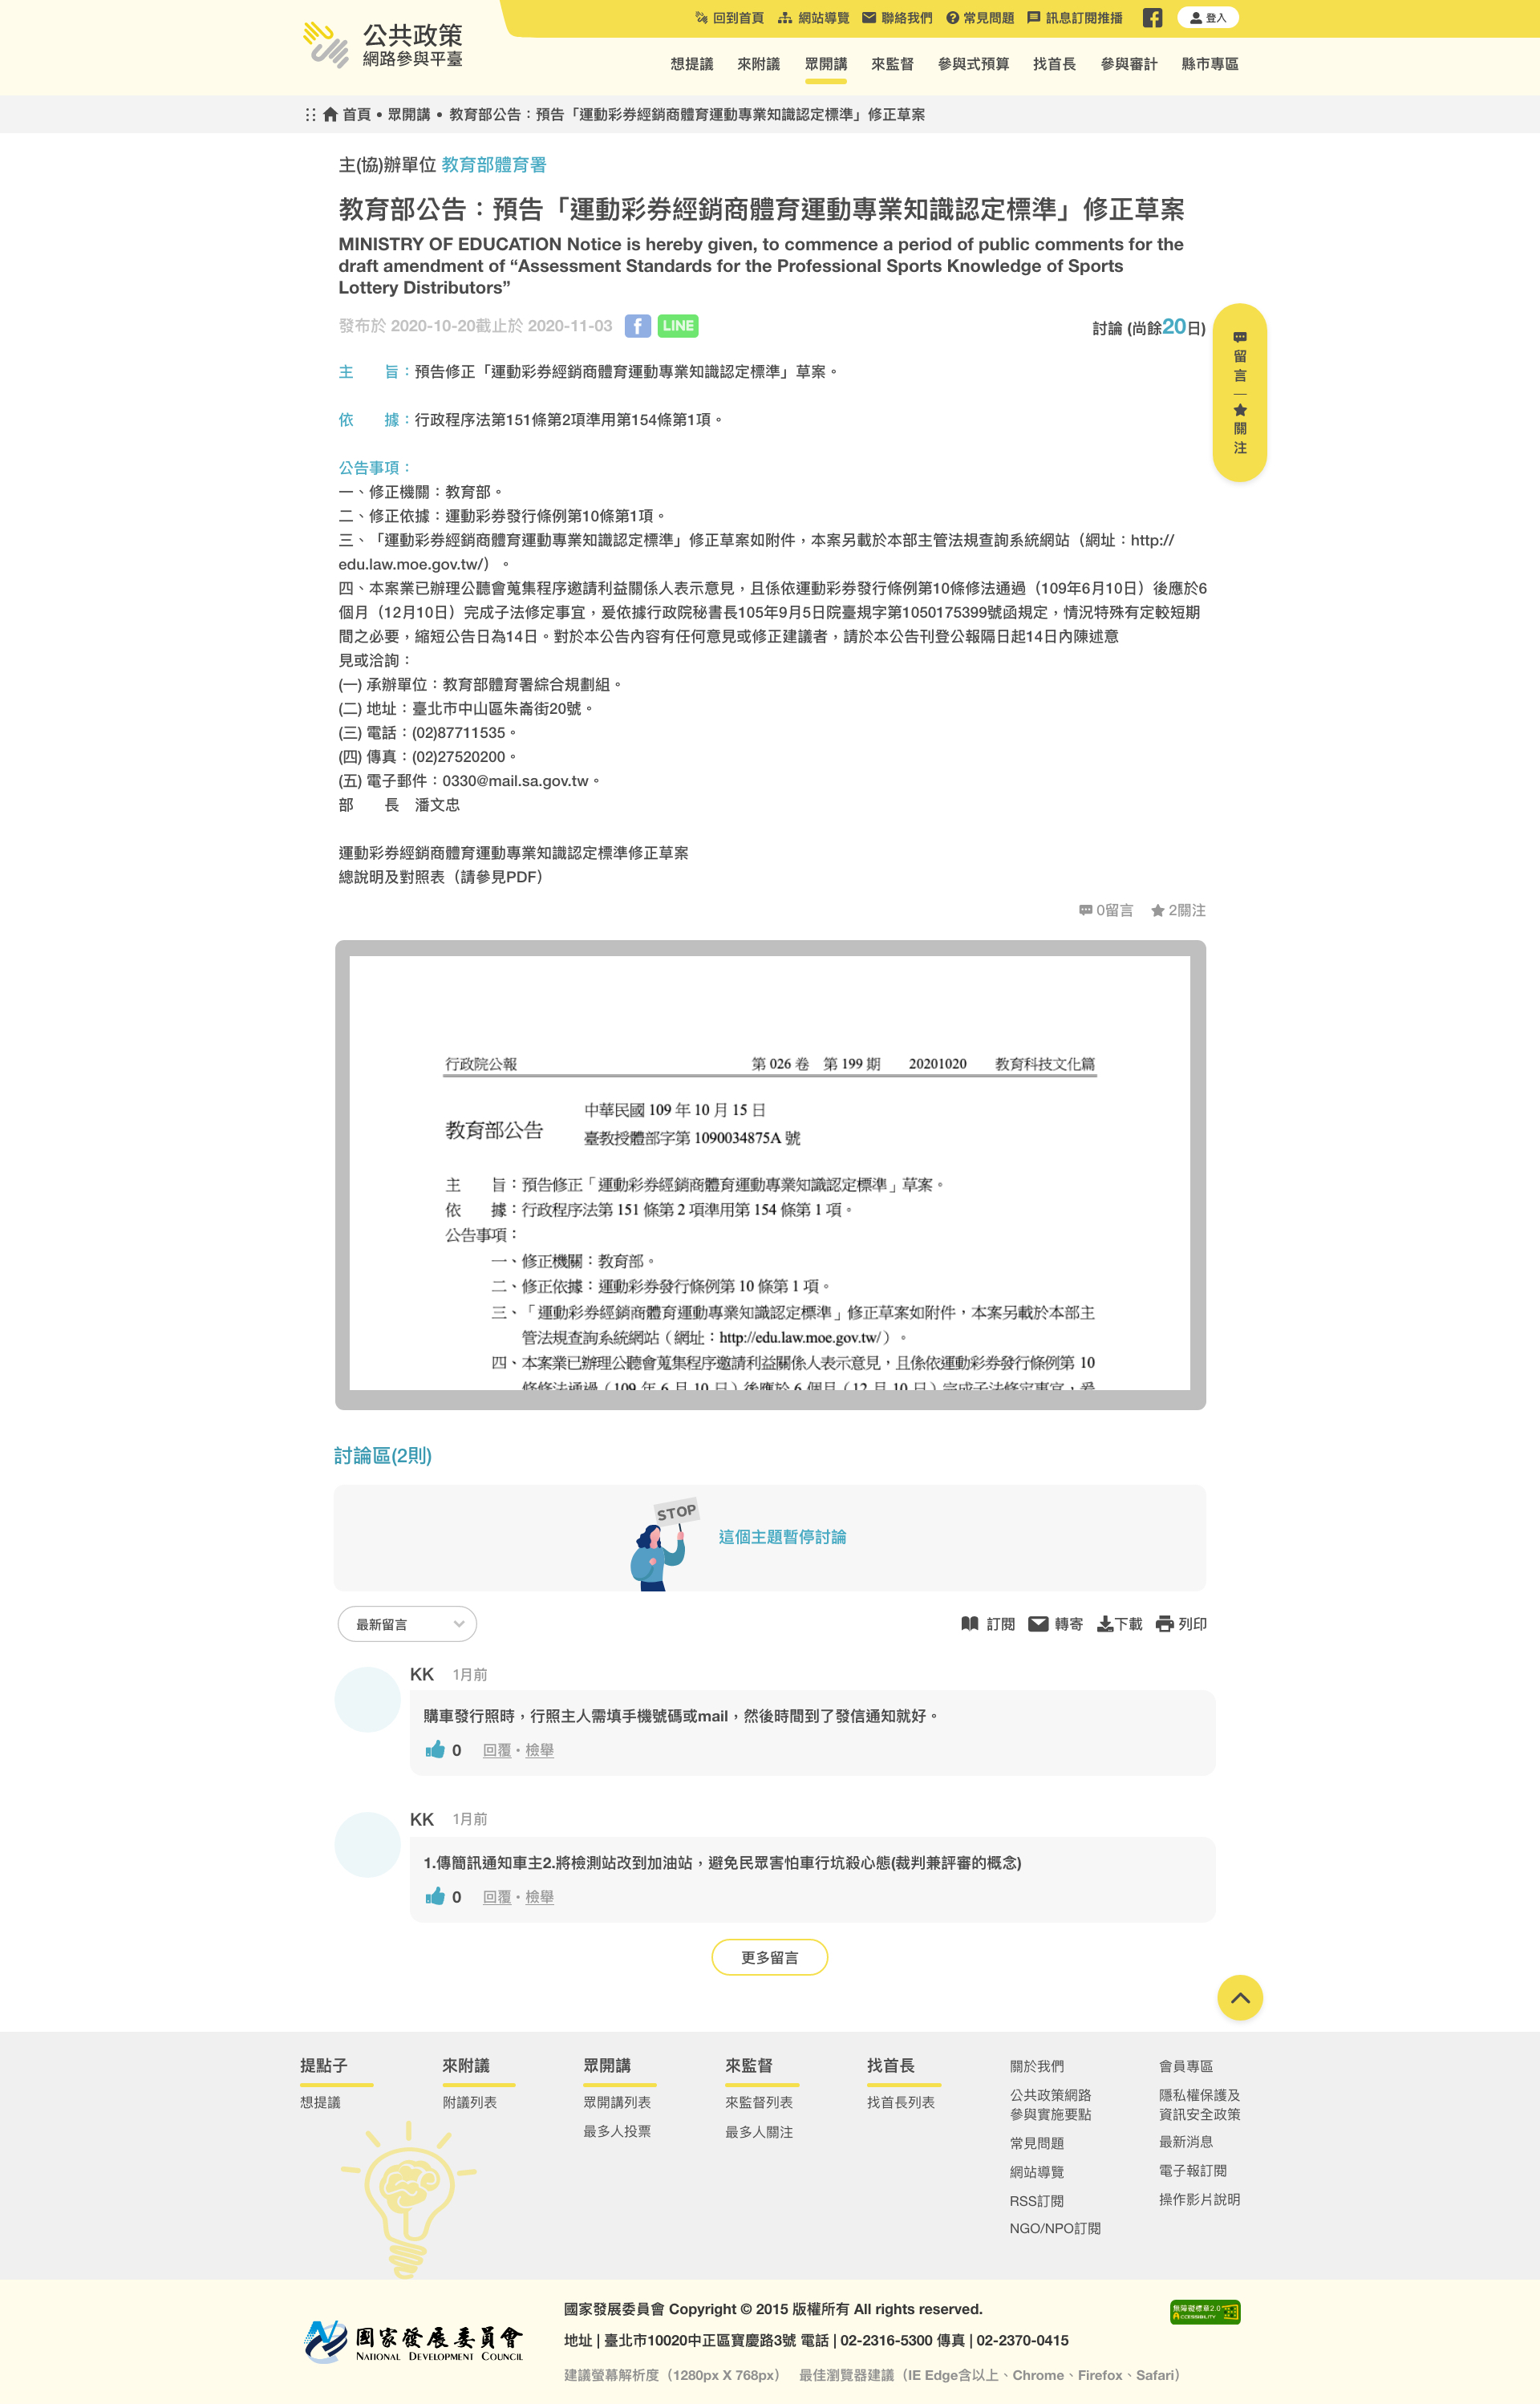 公共政策
網路參與平臺
回到首頁 網站導覽 聯絡我們 常見問題 訊息訂閱推播 登入
想提議 來附議 眾開講 來監督 參與式預算 找首長 參與審計 縣市專區
首頁 • 眾開講 • 教育部公告：預告「運動彩券經銷商體育運動專業知識認定標準」修正草案
主(協)辦單位 教育部體育署
教育部公告：預告「運動彩券經銷商體育運動專業知識認定標準」修正草案
MINISTRY OF EDUCATION Notice is hereby given, to commence a period of public comments for the
draft amendment of “Assessment Standards for the Professional Sports Knowledge of Sports
Lottery Distributors”
發布於 2020-10-20截止於 2020-11-03 f LINE
討論 (尚餘20日)
留言
關注
主　　旨：預告修正「運動彩券經銷商體育運動專業知識認定標準」草案。
依　　據：行政程序法第151條第2項準用第154條第1項。
公告事項：
一、修正機關：教育部。
二、修正依據：運動彩券發行條例第10條第1項。
三、「運動彩券經銷商體育運動專業知識認定標準」修正草案如附件，本案另載於本部主管法規查詢系統網站（網址：http://
edu.law.moe.gov.tw/）。
四、本案業已辦理公聽會蒐集程序邀請利益關係人表示意見，且係依運動彩券發行條例第10條修法通過（109年6月10日）後應於6
個月（12月10日）完成子法修定事宜，爰依據行政院秘書長105年9月5日院臺規字第1050175399號函規定，情況特殊有定較短期
間之必要，縮短公告日為14日。對於本公告內容有任何意見或修正建議者，請於本公告刊登公報隔日起14日內陳述意
見或洽詢：
(一) 承辦單位：教育部體育署綜合規劃組。
(二) 地址：臺北市中山區朱崙街20號。
(三) 電話：(02)87711535。
(四) 傳真：(02)27520200。
(五) 電子郵件：0330@mail.sa.gov.tw。
部　　長　潘文忠
運動彩券經銷商體育運動專業知識認定標準修正草案
總說明及對照表（請參見PDF）
0留言 2關注
行政院公報 第 026 卷 第 199 期 20201020 教育科技文化篇
中華民國 109 年 10 月 15 日
教育部公告
臺教授體部字第 1090034875A 號
主　　旨：預告修正「運動彩券經銷商體育運動專業知識認定標準」草案。
依　　據：行政程序法第 151 條第 2 項準用第 154 條第 1 項。
公告事項：
一、修正機關：教育部。
二、修正依據：運動彩券發行條例第 10 條第 1 項。
三、「運動彩券經銷商體育運動專業知識認定標準」修正草案如附件，本案另載於本部主
管法規查詢系統網站（網址：http://edu.law.moe.gov.tw/）。
四、本案業已辦理公聽會蒐集程序邀請利益關係人表示意見，且係依運動彩券發行條例第 10
條修法通過（109 年 6 月 10 日）後應於 6 個月（12 月 10 日）完成子法修定事宜，爰
討論區(2則)
STOP
這個主題暫停討論
最新留言
訂閱 轉寄 下載 列印
KK 1月前
購車發行照時，行照主人需填手機號碼或mail，然後時間到了發信通知就好。
0 回覆•檢舉
KK 1月前
1.傳簡訊通知車主2.將檢測站改到加油站，避免民眾害怕車行坑殺心態(裁判兼評審的概念)
0 回覆•檢舉
更多留言
提點子 來附議 眾開講 來監督 找首長 關於我們 會員專區
想提議 附議列表 眾開講列表 來監督列表 找首長列表
最多人投票 最多人關注
公共政策網路
參與實施要點
常見問題
網站導覽
RSS訂閱
NGO/NPO訂閱
隱私權保護及
資訊安全政策
最新消息
電子報訂閱
操作影片說明
國家發展委員會
NATIONAL DEVELOPMENT COUNCIL
國家發展委員會 Copyright © 2015 版權所有 All rights reserved.
地址 | 臺北市10020中正區寶慶路3號 電話 | 02-2316-5300 傳真 | 02-2370-0415
建議螢幕解析度（1280px X 768px）　最佳瀏覽器建議（IE Edge含以上、Chrome、Firefox、Safari）
無障礙標章2.0